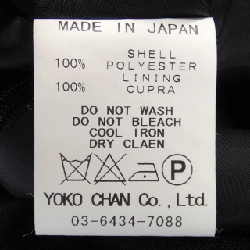 MADE IN JAPAN
SHELL
100% POLYESTER
LINING
100% CUPRA
DO NOT WASH
DO NOT BLEACH
COOL IRON
DRY CLAEN
P
YOKO CHAN Co., Ltd.
03-6434-7088